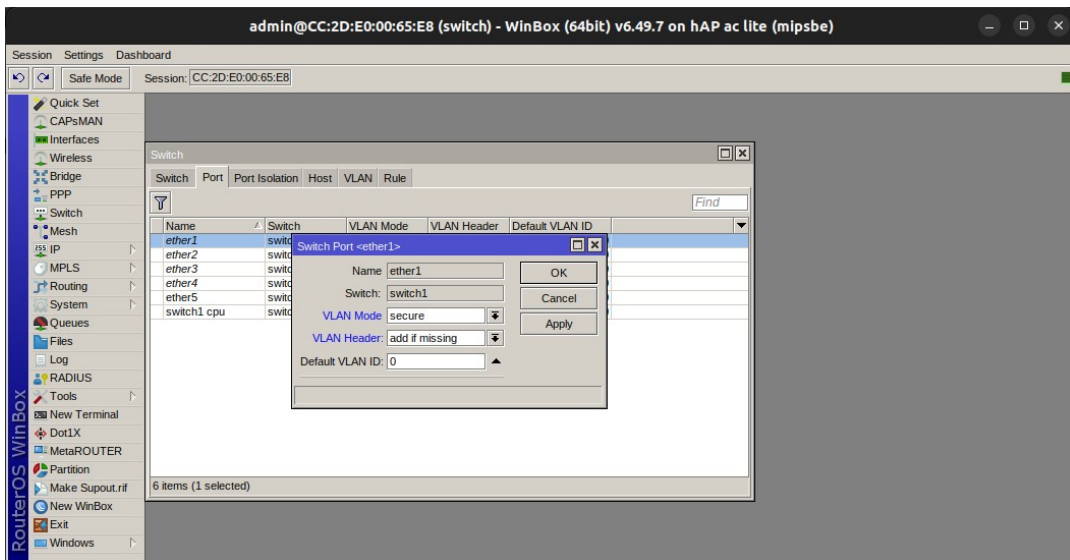 admin@CC:2D:E0:00:65:E8 (switch) - WinBox (64bit) v6.49.7 on hAP ac lite (mipsbe)
Session Settings Dashboard
Safe Mode Session: CC:2D:E0:00:65:E8
Quick Set
CAPsMAN
Interfaces
Wireless
Bridge
PPP
Switch
Mesh
IP
MPLS
Routing
System
Queues
Files
Log
RADIUS
Tools
New Terminal
Dot1X
MetaROUTER
Partition
Make Supout.rif
New WinBox
Exit
Windows
RouterOS WinBox
Switch
Switch Port Port Isolation Host VLAN Rule
Find
Name Switch VLAN Mode VLAN Header Default VLAN ID
ether1
ether2
ether3
ether4
ether5
switch1 cpu
6 items (1 selected)
Switch Port <ether1>
Name ether1
Switch: switch1
VLAN Mode secure
VLAN Header: add if missing
Default VLAN ID: 0
OK
Cancel
Apply